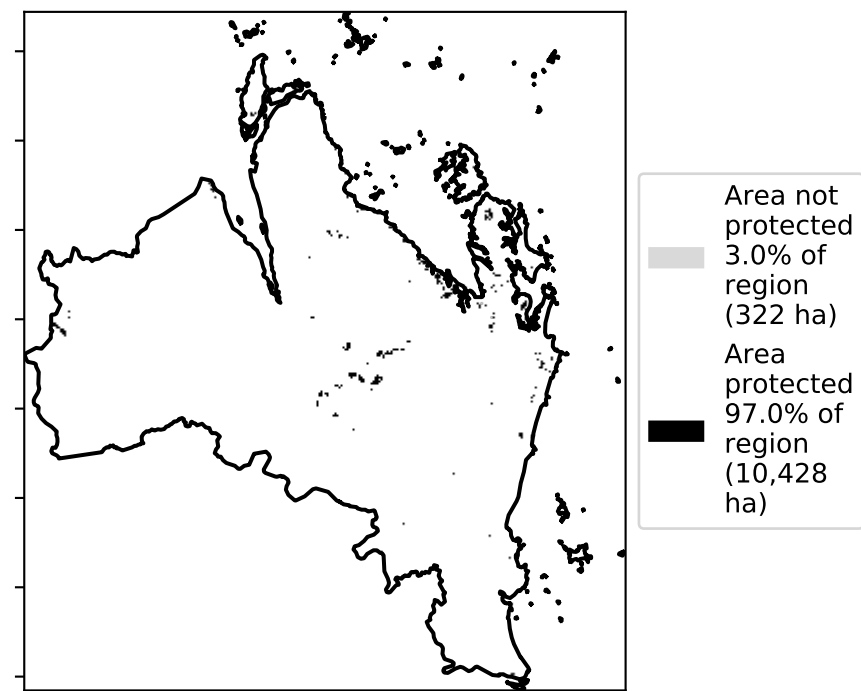 Area not
protected
3.0% of
region
(322 ha)
Area
protected
97.0% of
region
(10,428
ha)